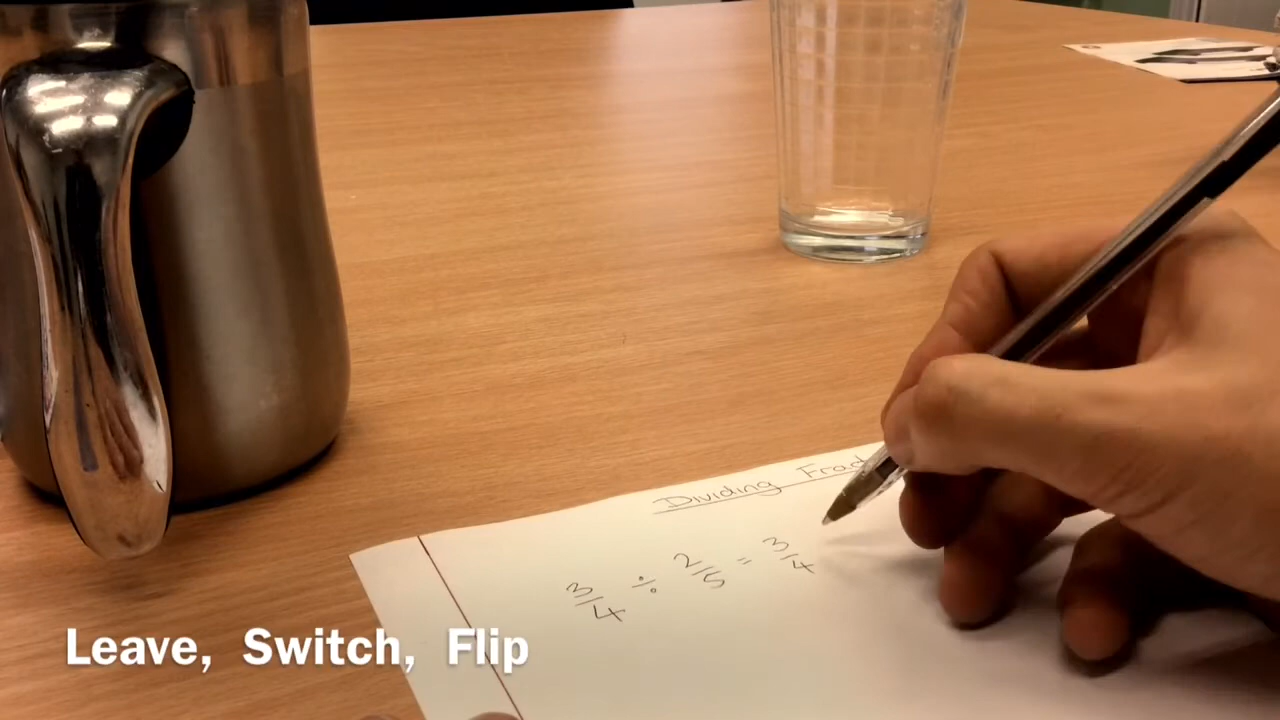 Dividing Frac
3/4 ÷ 2/5 = 3/4
Leave, Switch, Flip